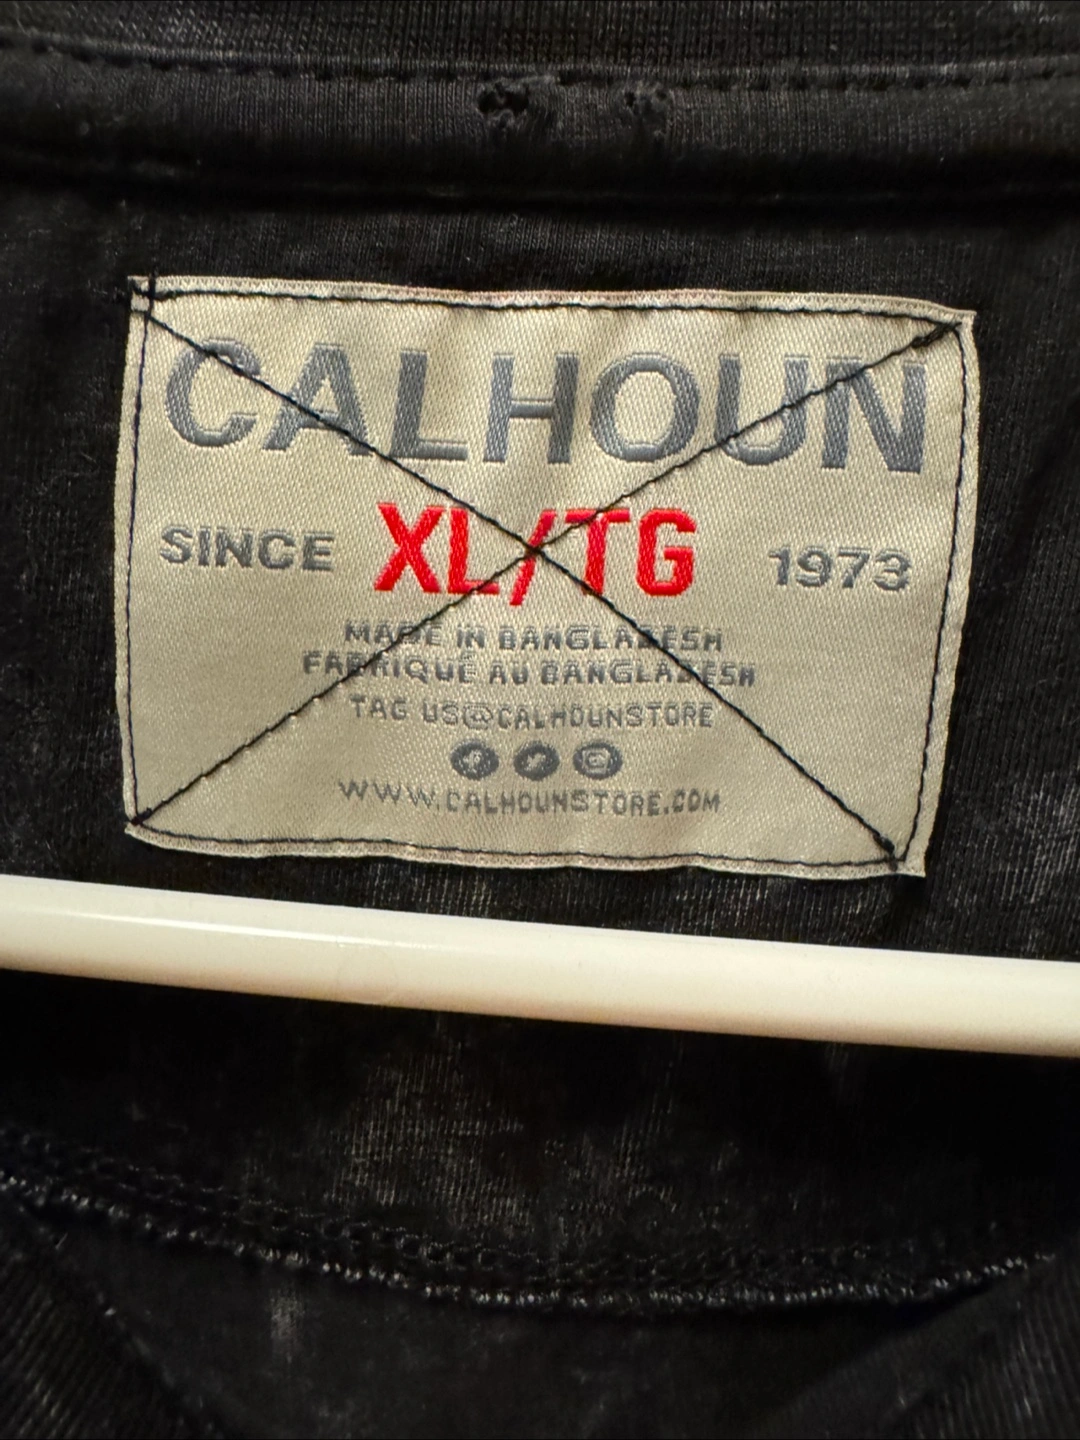 CALHOUN
SINCE XL/TG 1973
MADE IN BANGLADESH
FABRIQUÉ AU BANGLADESH
TAG US@CALHOUNSTORE
WWW.CALHOUNSTORE.COM